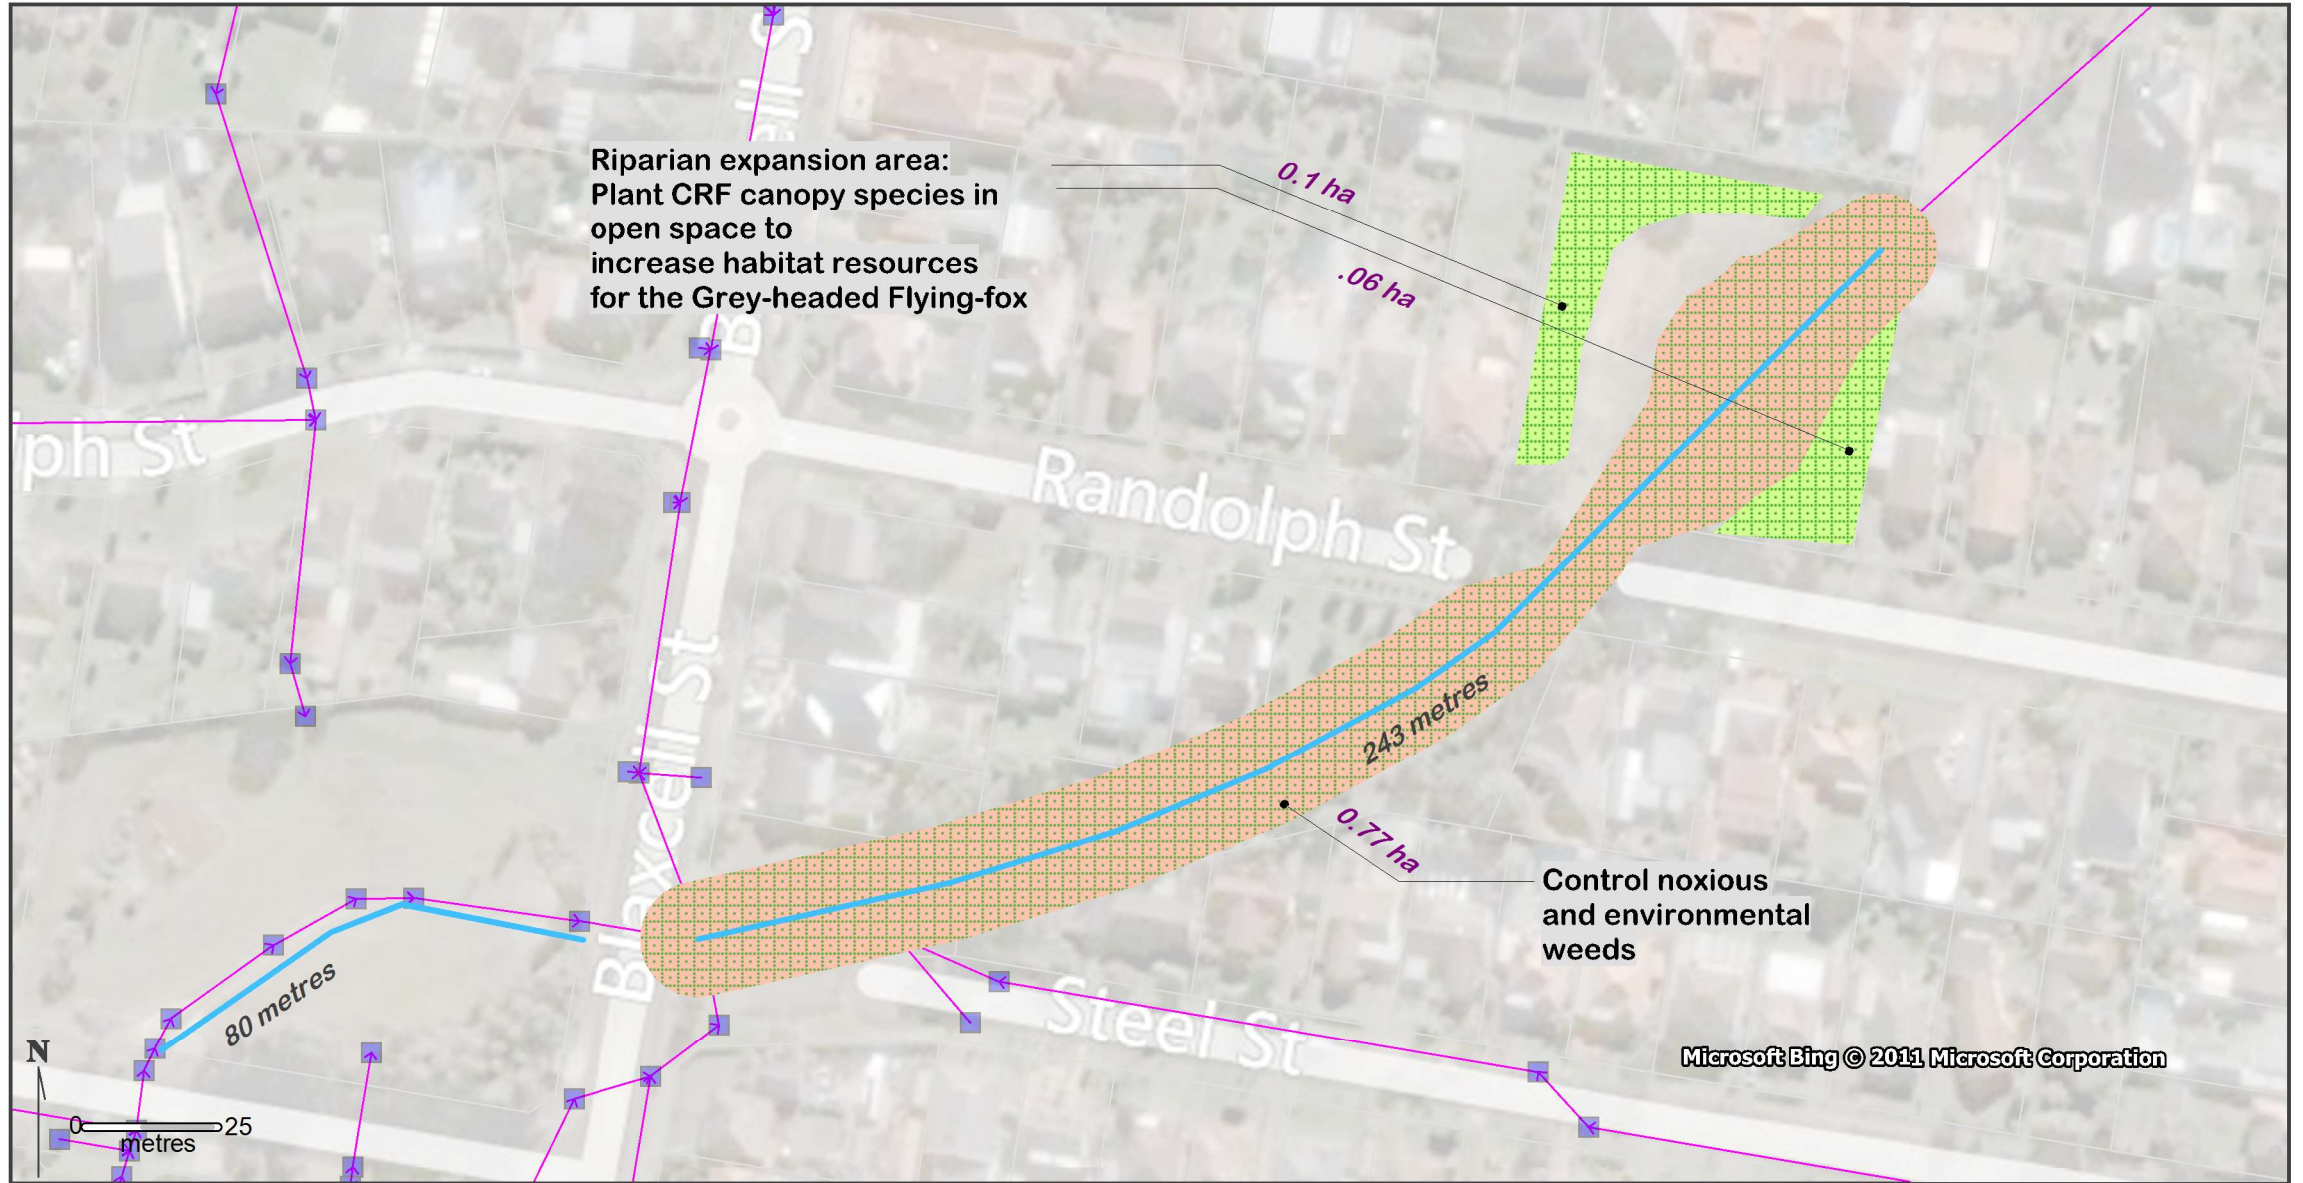 Blaxcell S
Riparian expansion area:
Plant CRF canopy species in
open space to
increase habitat resources
for the Grey-headed Flying-fox
0.1 ha
.06 ha
lph St
Randolph St
Blaxcell St
243 metres
0.77 ha
Control noxious
and environmental
weeds
80 metres
Steel St
N
0 25
metres
Microsoft Bing © 2011 Microsoft Corporation